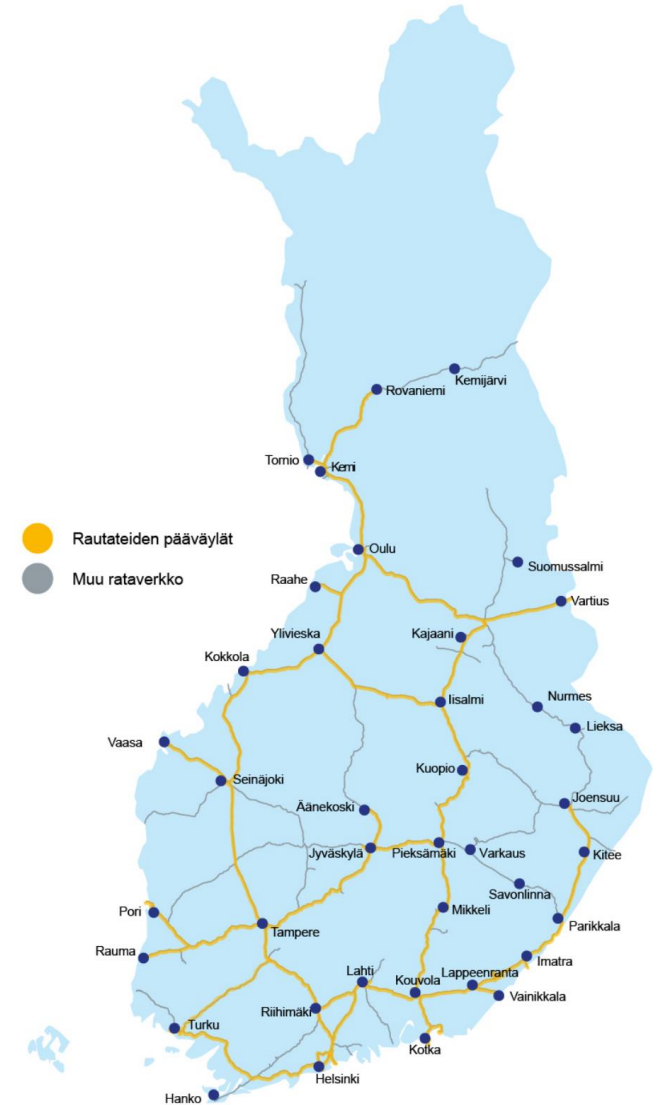 Rovaniemi
Kemijärvi
Tornio
Kemi
Rautateiden pääväylät
Oulu
Muu rataverkko
Suomussalmi
Raahe
Vartius
Ylivieska
Kajaani
Kokkola
Iisalmi
Nurmes
Lieksa
Vaasa
Kuopio
Seinäjoki
Joensuu
Äänekoski
Jyväskylä
Pieksämäki
Varkaus
Kitee
Savonlinna
Pori
Mikkeli
Parikkala
Tampere
Rauma
Imatra
Lahti
Kouvola
Lappeenranta
Vainikkala
Riihimäki
Turku
Kotka
Helsinki
Hanko